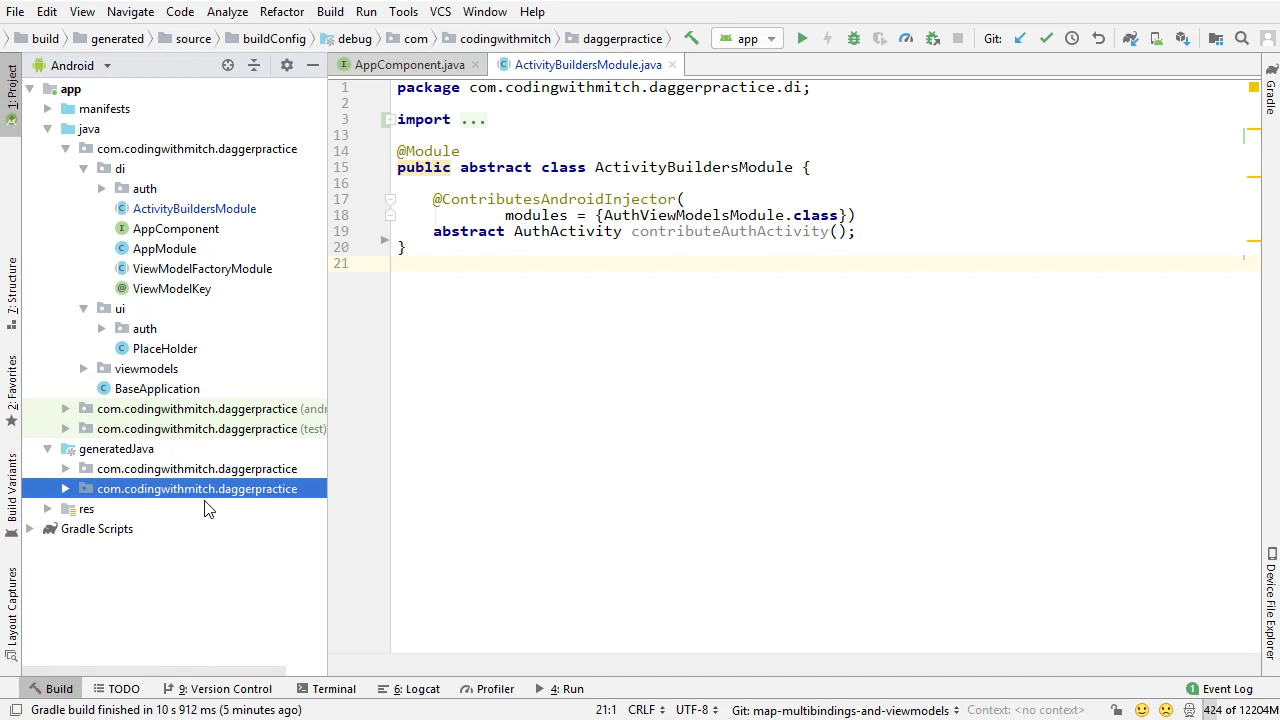 File Edit View Navigate Code Analyze Refactor Build Run Tools VCS Window Help
build generated source buildConfig debug com codingwithmitch daggerpractice app Git:
Android
AppComponent.java ActivityBuildersModule.java
1: Project
7: Structure
2: Favorites
Build Variants
Layout Captures
app
manifests
java
com.codingwithmitch.daggerpractice
di
auth
ActivityBuildersModule
AppComponent
AppModule
ViewModelFactoryModule
ViewModelKey
ui
auth
PlaceHolder
viewmodels
BaseApplication
com.codingwithmitch.daggerpractice (andr
com.codingwithmitch.daggerpractice (test)
generatedJava
com.codingwithmitch.daggerpractice
com.codingwithmitch.daggerpractice
res
Gradle Scripts
1 package com.codingwithmitch.daggerpractice.di;
2
3 import ...
13
14 @Module
15 public abstract class ActivityBuildersModule {
16
17 @ContributesAndroidInjector(
18 modules = {AuthViewModelsModule.class})
19 abstract AuthActivity contributeAuthActivity();
20 }
21
Gradle
Device File Explorer
Build TODO 9: Version Control Terminal 6: Logcat Profiler 4: Run 1 Event Log
Gradle build finished in 10 s 912 ms (5 minutes ago) 21:1 CRLF UTF-8 Git: map-multibindings-and-viewmodels Context: <no context> 424 of 12204M